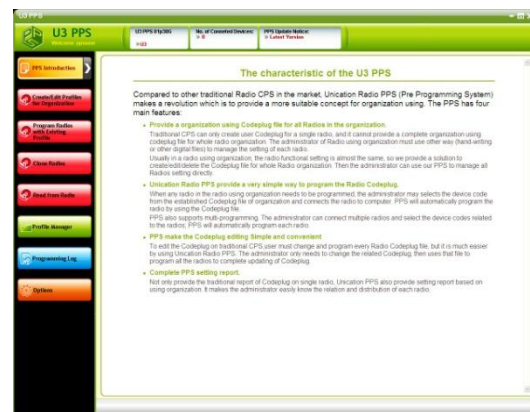 U3 PPS
U3 PPS
Welcome operator
U3 PPS 01p30G
>>U3
No. of Conneted Devices:
>> 0
PPS Update Notice:
>> Latest Version
PPS Introduction
Create/Edit Profiles
for Organization
Program Radios
with Existing
Profile
Clone Radios
Read from Radio
Profile Manager
Programming Log
Options
The characteristic of the U3 PPS
Compared to other traditional Radio CPS in the market, Unication Radio PPS (Pre Programming System)
makes a revolution which is to provide a more suitable concept for organization using. The PPS has four
main features:
Provide a organization using Codeplug file for all Radios in the organization.
Traditional CPS can only create user Codeplug for a single radio, and it cannot provide a complete organization using
codeplug file for whole radio organization. The administrator of Radio using organization must use other way (hand-writing
or other digital files) to manage the setting of each radio.
Usually in a radio using organization, the radio functional setting is almost the same, so we provide a solution to
create/edit/delete the Codeplug file for whole Radio organization. Then the administrator can use our PPS to manage all
Radios setting directly.
Unication Radio PPS provide a very simple way to program the Radio Codeplug.
When any radio in the radio using organization needs to be programmed, the administrator may selects the device code
from the established Codeplug file of organization and connects the radio to computer. PPS will automatically program the
radio by using the Codeplug file.
PPS also supports multi-programming. The administrator can connect multiple radios and select the device codes related
to the radios; PPS will automatically program each radio.
PPS make the Codeplug editing Simple and convenient
To edit the Codeplug on traditional CPS,user must change and program every Radio Codeplug file, but it is much easier
by using Unication Radio PPS. The administrator only needs to change the related Codeplug, then uses that file to
program all the radios to complete updating of Codeplug.
Complete PPS setting report.
Not only provide the traditional report of Codeplug on single radio, Unication PPS also provide setting report based on
using organization. It makes the administrator easily know the relation and distribution of each radio.